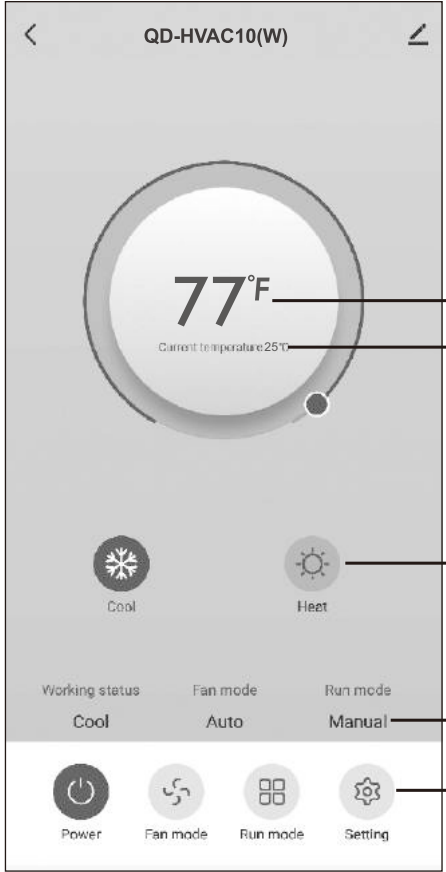 QD-HVAC10(W)
77°F
Current temperature 25℃
Cool Heat
Working status Fan mode Run mode
Cool Auto Manual
Power Fan mode Run mode Setting